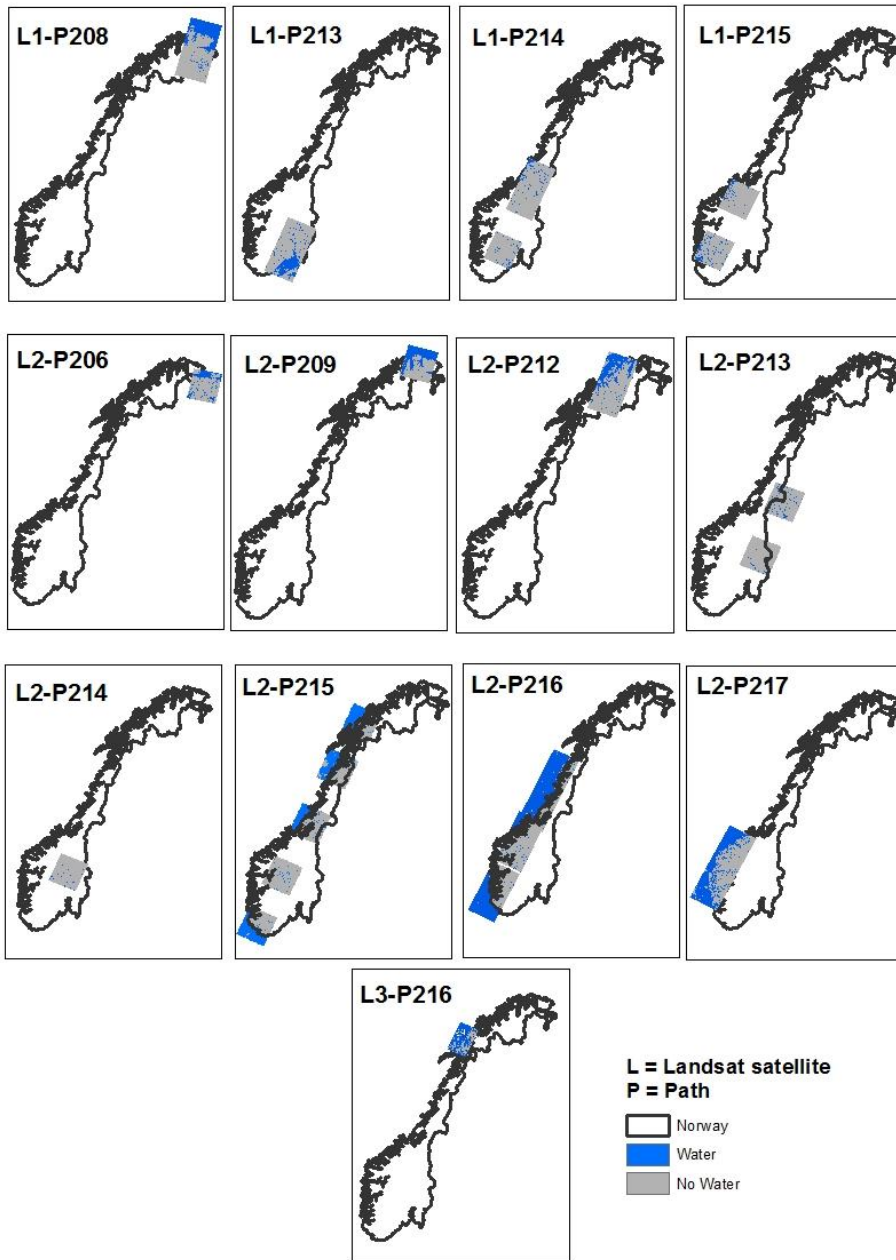 L1-P208
L1-P213
L1-P214
L1-P215
L2-P206
L2-P209
L2-P212
L2-P213
L2-P214
L2-P215
L2-P216
L2-P217
L3-P216
L = Landsat satellite
P = Path
Norway
Water
No Water